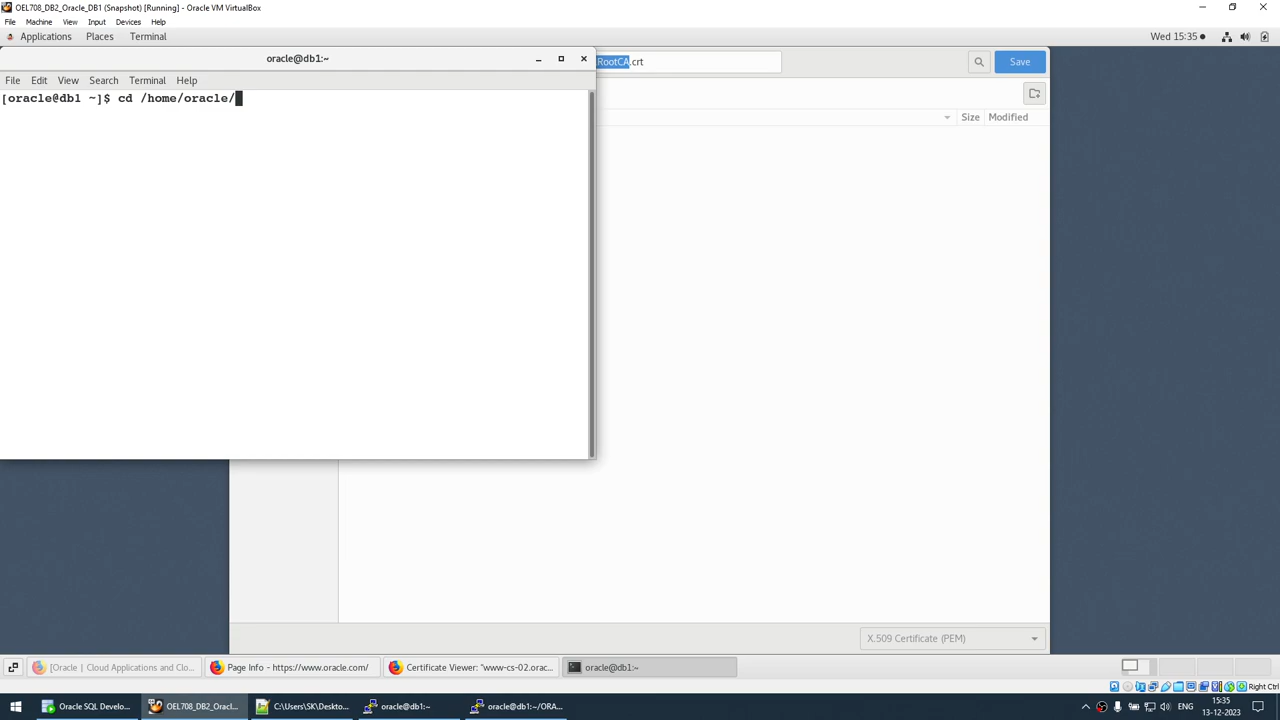 OEL708_DB2_Oracle_DB1 (Snapshot) [Running] - Oracle VM VirtualBox
File Machine View Input Devices Help
Applications Places Terminal Wed 15:35
oracle@db1:~ RootCA.crt Save
File Edit View Search Terminal Help
[oracle@db1 ~]$ cd /home/oracle/
Size Modified
X.509 Certificate (PEM)
[Oracle | Cloud Applications and Clo... Page Info - https://www.oracle.com/ Certificate Viewer: "www-cs-02.orac... oracle@db1:~
Right Ctrl
Oracle SQL Develo... OEL708_DB2_Oracl... C:\Users\SK\Deskto... oracle@db1:~ oracle@db1:~/ORA... 15:35
13-12-2023